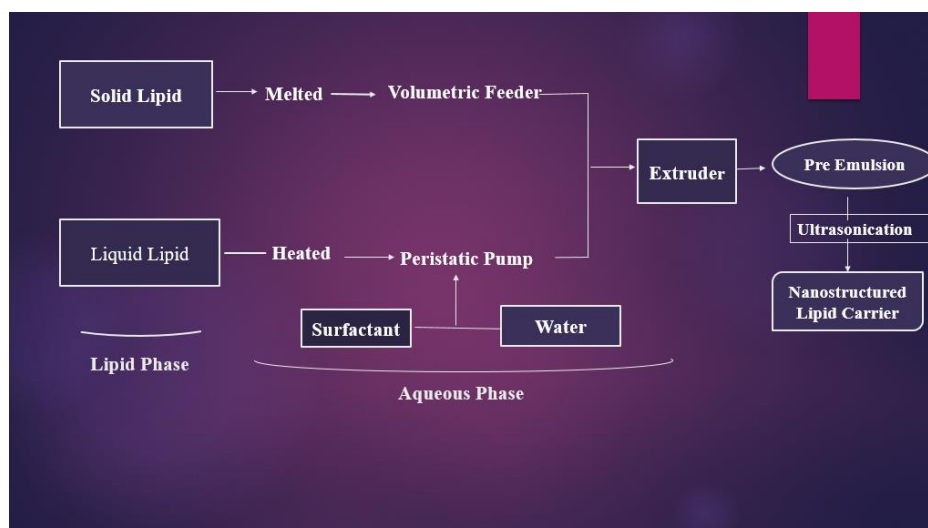 Solid Lipid
Melted
Volumetric Feeder
Extruder
Pre Emulsion
Ultrasonication
Nanostructured
Lipid Carrier
Liquid Lipid
Heated
Peristatic Pump
Surfactant
Water
Lipid Phase
Aqueous Phase